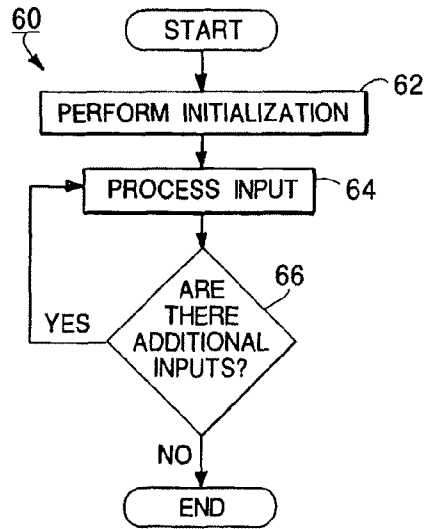 60
START
62
PERFORM INITIALIZATION
PROCESS INPUT
64
66
ARE
THERE
ADDITIONAL
INPUTS?
YES
NO
END